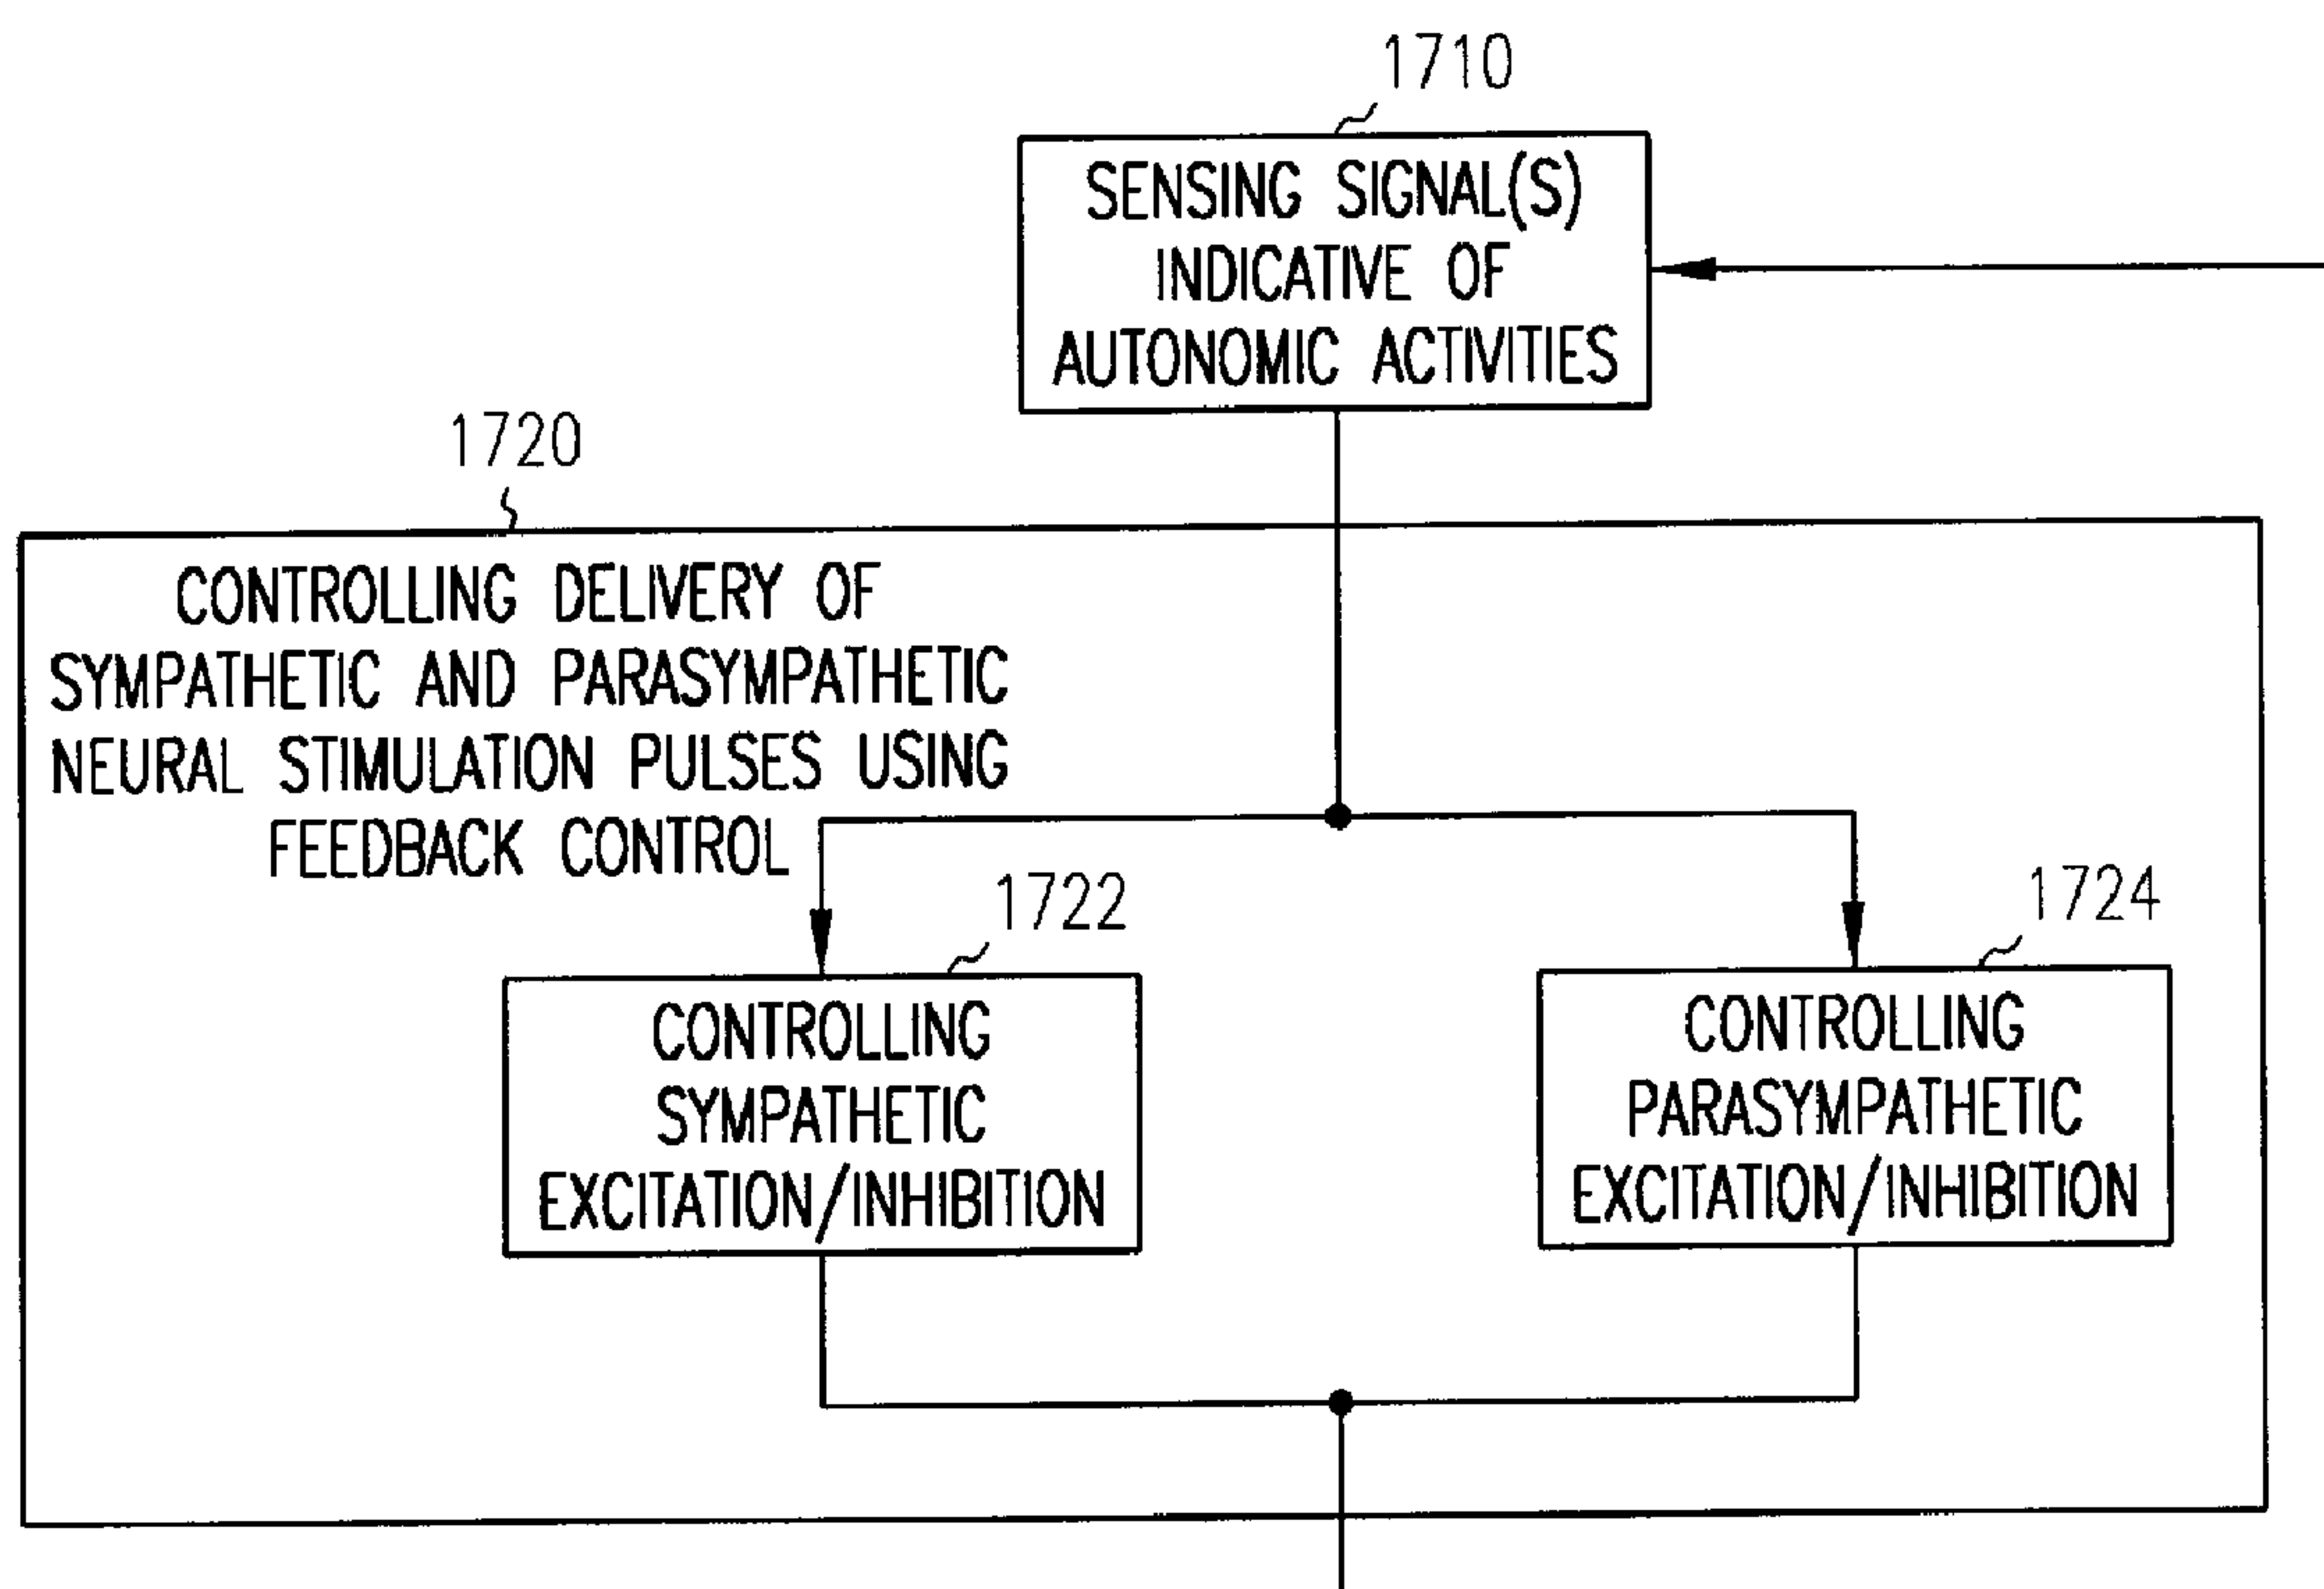 1710
SENSING SIGNAL(S)
INDICATIVE OF
AUTONOMIC ACTIVITIES
1720
CONTROLLING DELIVERY OF
SYMPATHETIC AND PARASYMPATHETIC
NEURAL STIMULATION PULSES USING
FEEDBACK CONTROL
1722
CONTROLLING
SYMPATHETIC
EXCITATION/INHIBITION
1724
CONTROLLING
PARASYMPATHETIC
EXCITATION/INHIBITION